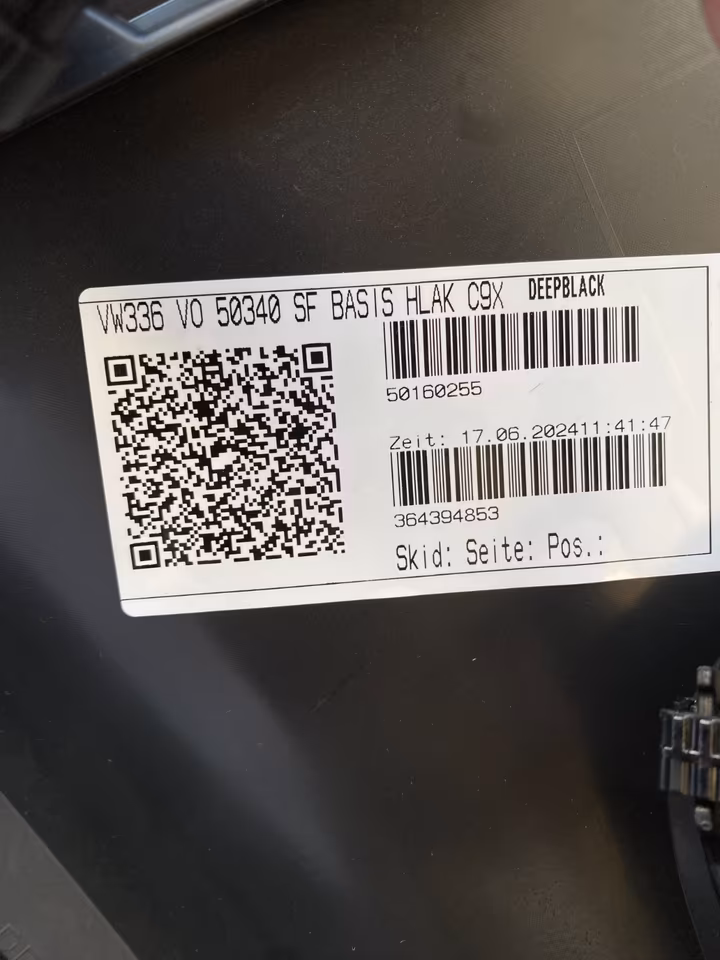 VW336 VO 50340 SF BASIS HLAK C9X DEEPBLACK
50160255
Zeit: 17.06.202411:41:47
364394853
Skid: Seite: Pos.: